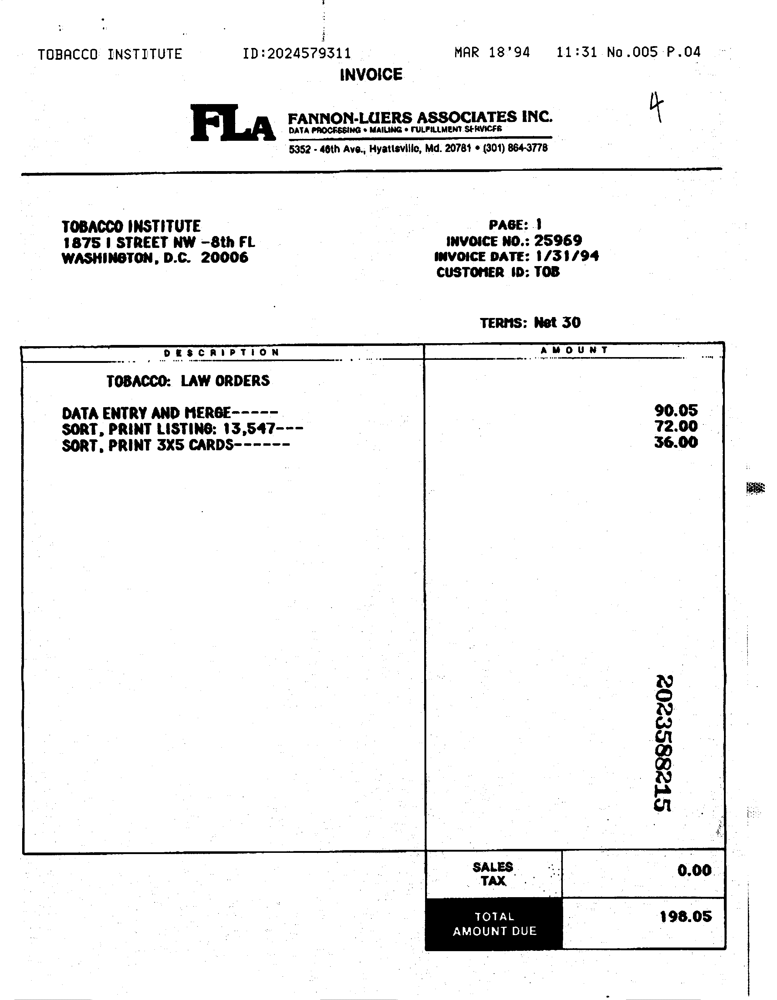 TOBACCO INSTITUTE ID:2024579311 MAR 18'94 11:31 No.005 P.04
INVOICE
4
FLA
FANNON-LUERS ASSOCIATES INC.
DATA PROCESSING • MAILING • FULFILLMENT SERVICES
5352 - 46th Ave., Hyattsville, Md. 20781 • (301) 864-3778
TOBACCO INSTITUTE
1875 I STREET NW -8th FL
WASHINGTON, D.C. 20006
PAGE: 1
INVOICE NO.: 25969
INVOICE DATE: 1/31/94
CUSTOMER ID: TOB
TERMS: Net 30
DESCRIPTION AMOUNT
TOBACCO: LAW ORDERS
DATA ENTRY AND MERGE----- 90.05
SORT, PRINT LISTING: 13,547--- 72.00
SORT, PRINT 3X5 CARDS------ 36.00
2023588215
SALES
TAX
0.00
TOTAL
AMOUNT DUE
198.05